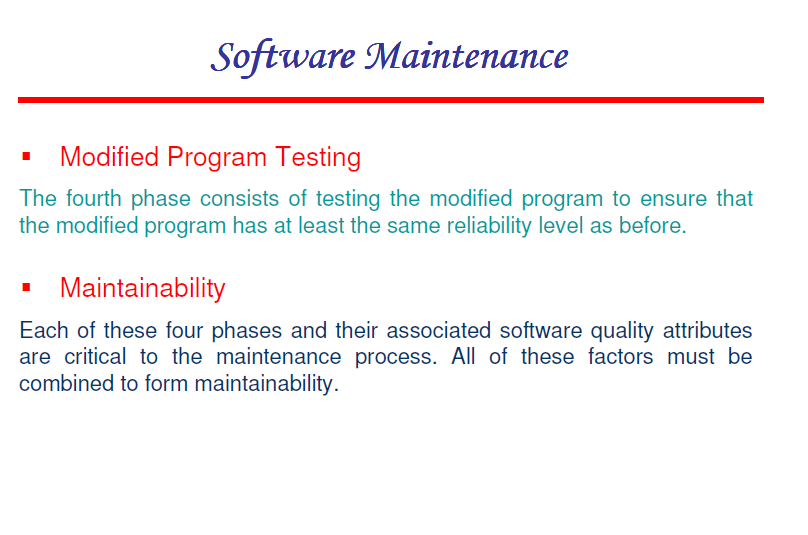 Software Maintenance
▪ Modified Program Testing
The fourth phase consists of testing the modified program to ensure that
the modified program has at least the same reliability level as before.
▪ Maintainability
Each of these four phases and their associated software quality attributes
are critical to the maintenance process. All of these factors must be
combined to form maintainability.